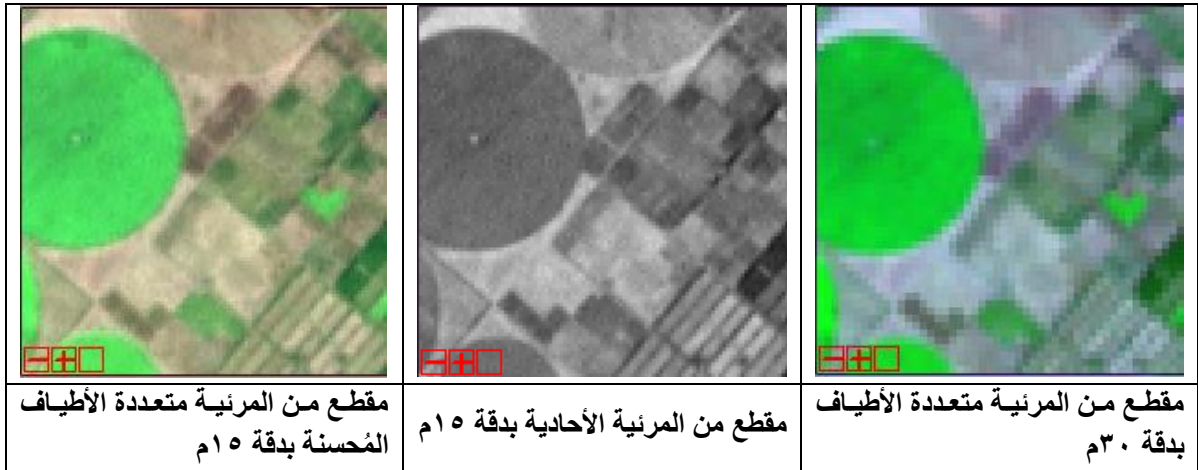 مقطع من المرئية متعددة الأطياف
بدقة ٣٠م
مقطع من المرئية الأحادية بدقة ١٥م
مقطع من المرئية متعددة الأطياف
المُحسنة بدقة ١٥م